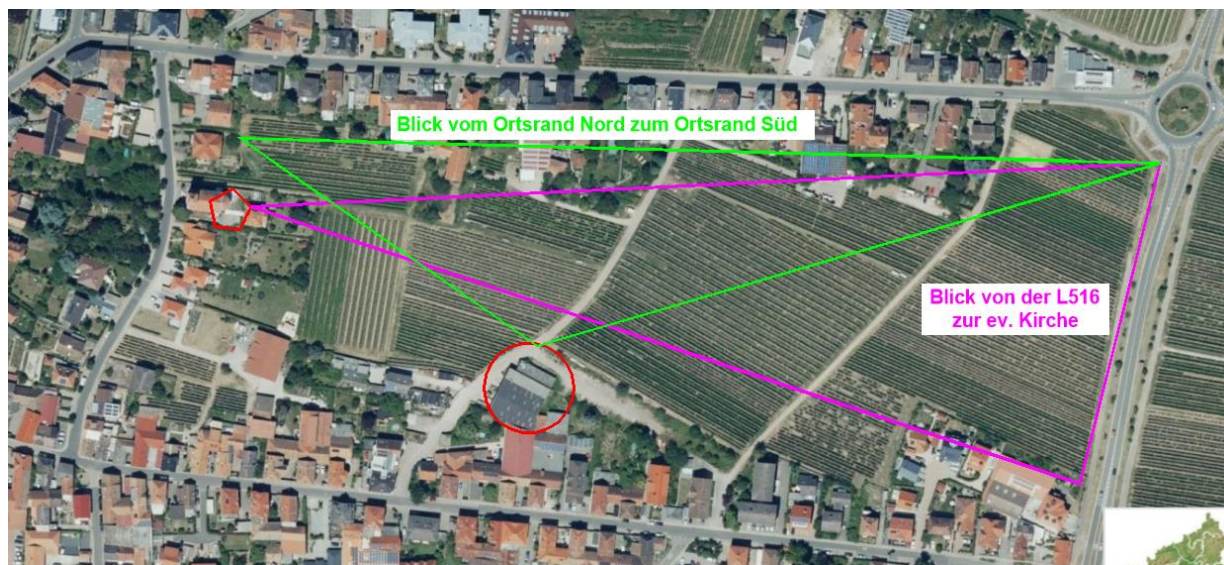 Blick vom Ortsrand Nord zum Ortsrand Süd
Blick von der L516
zur ev. Kirche